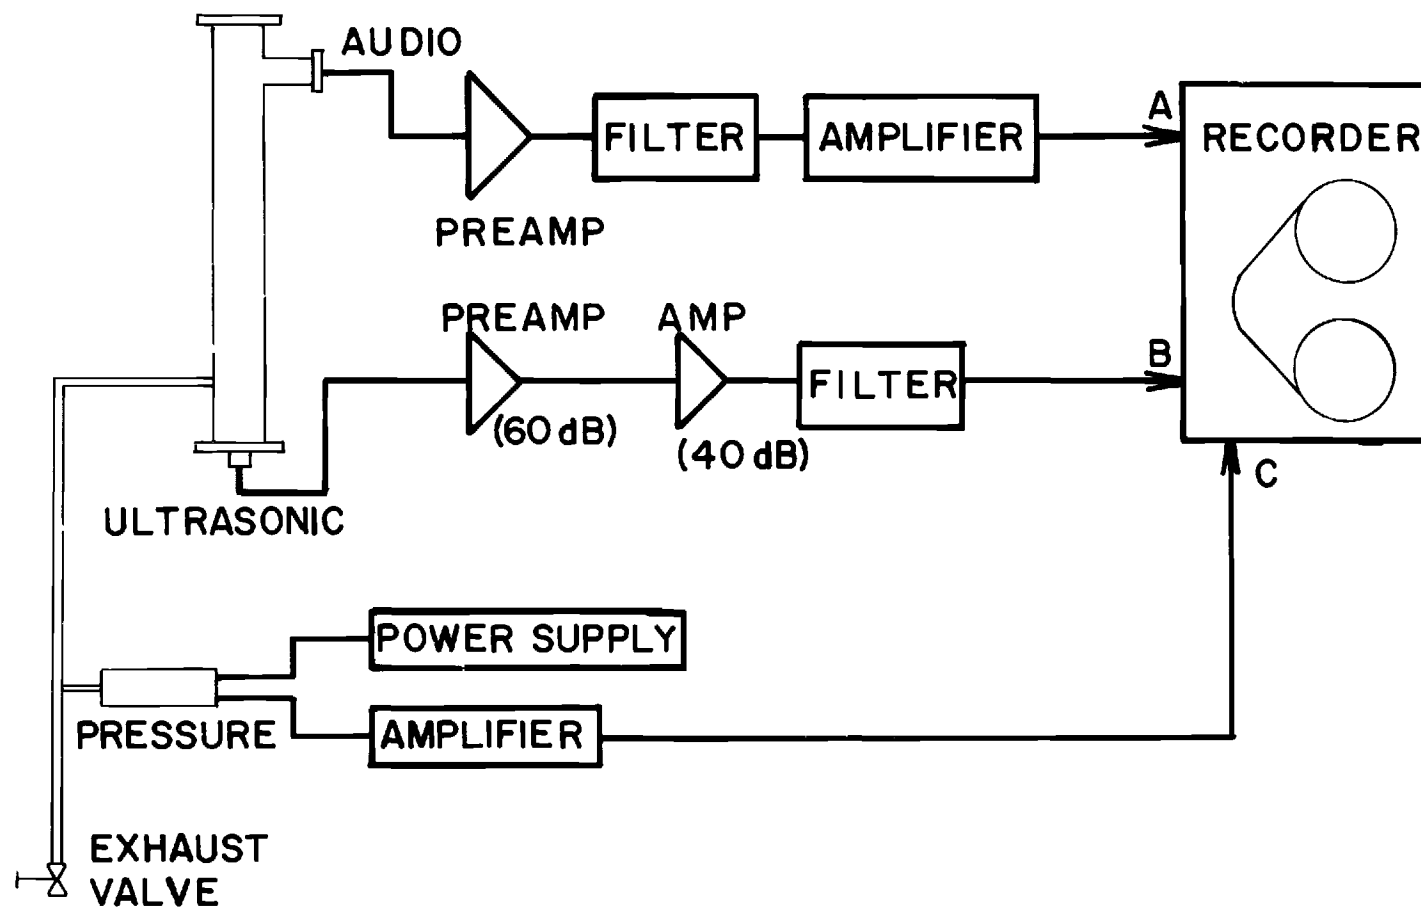 AUDIO
PREAMP
FILTER
AMPLIFIER
A
RECORDER
PREAMP
(60 dB)
AMP
(40 dB)
FILTER
B
ULTRASONIC
C
POWER SUPPLY
PRESSURE
AMPLIFIER
EXHAUST
VALVE